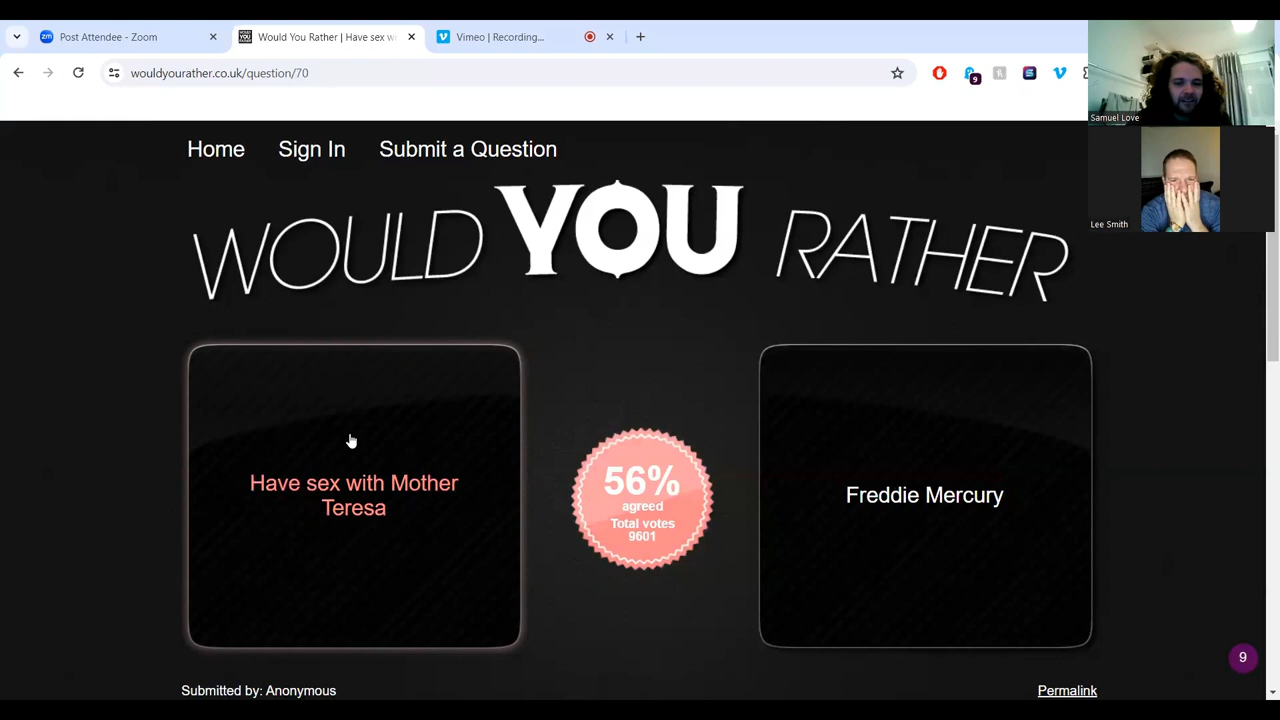 Post Attendee - Zoom
Would You Rather | Have sex wi
Vimeo | Recording...
wouldyourather.co.uk/question/70
9
Samuel Love
Lee Smith
Home
Sign In
Submit a Question
WOULD YOU RATHER
Have sex with Mother
Teresa
56%
agreed
Total votes
9601
Freddie Mercury
9
Submitted by: Anonymous
Permalink